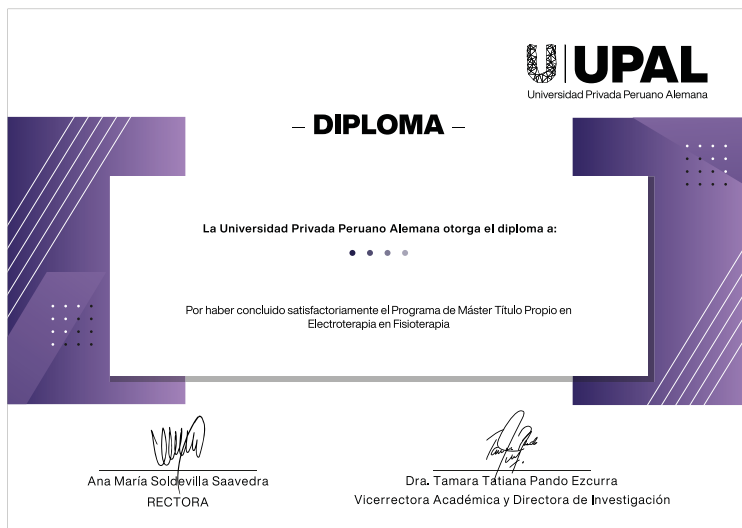 UPAL
Universidad Privada Peruano Alemana
DIPLOMA
La Universidad Privada Peruano Alemana otorga el diploma a:
Por haber concluido satisfactoriamente el Programa de Máster Título Propio en
Electroterapia en Fisioterapia
Ana María Soldevilla Saavedra
RECTORA
Dra. Tamara Tatiana Pando Ezcurra
Vicerrectora Académica y Directora de Investigación